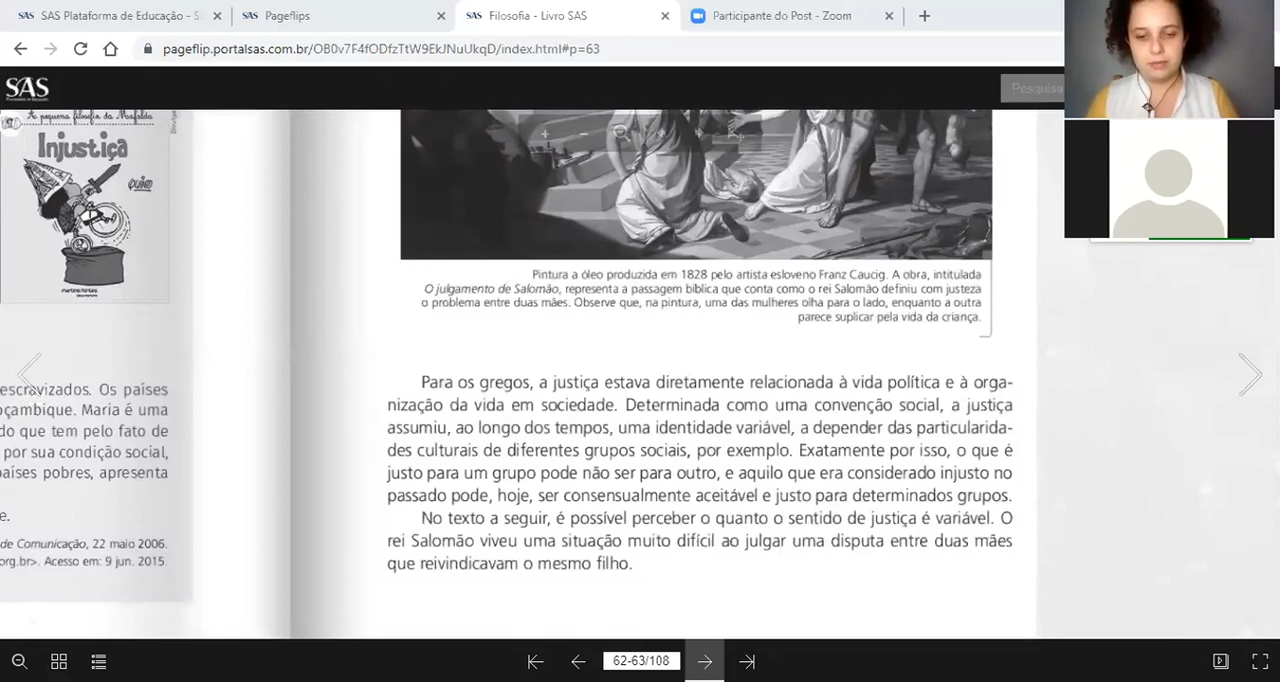 SAS Plataforma de Educação - S
Pageflips
Filosofia - Livro SAS
Participante do Post - Zoom
pageflip.portalsas.com.br/OB0v7F4fODfzTtW9EkJNuUkqD/index.html#p=63
SAS
Pesquisa
A pequena filosofia da Mafalda
Injustiça
QUINO
martins fontes
escravizados. Os países
oçambique. Maria é uma
do que tem pelo fato de
por sua condição social,
países pobres, apresenta
e.
de Comunicação, 22 maio 2006.
org.br>. Acesso em: 9 jun. 2015.
Pintura a óleo produzida em 1828 pelo artista esloveno Franz Caucig. A obra, intitulada
O julgamento de Salomão, representa a passagem bíblica que conta como o rei Salomão definiu com justeza
o problema entre duas mães. Observe que, na pintura, uma das mulheres olha para o lado, enquanto a outra
parece suplicar pela vida da criança.
Para os gregos, a justiça estava diretamente relacionada à vida política e à orga-
nização da vida em sociedade. Determinada como uma convenção social, a justiça
assumiu, ao longo dos tempos, uma identidade variável, a depender das particularida-
des culturais de diferentes grupos sociais, por exemplo. Exatamente por isso, o que é
justo para um grupo pode não ser para outro, e aquilo que era considerado injusto no
passado pode, hoje, ser consensualmente aceitável e justo para determinados grupos.
No texto a seguir, é possível perceber o quanto o sentido de justiça é variável. O
rei Salomão viveu uma situação muito difícil ao julgar uma disputa entre duas mães
que reivindicavam o mesmo filho.
62-63/108